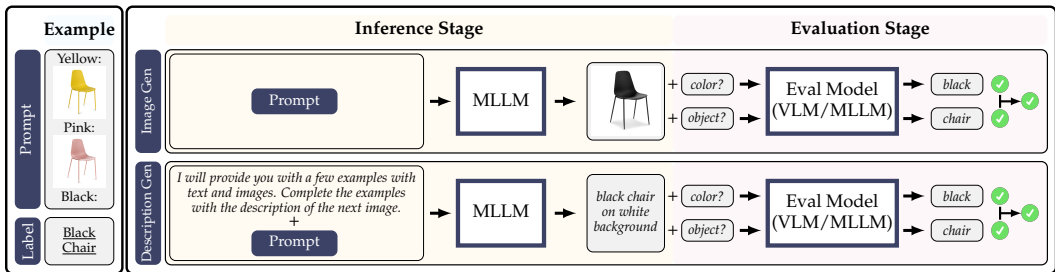 Example
Prompt
Yellow:
Pink:
Black:
Label
Black
Chair
Inference Stage
Evaluation Stage
Image Gen
Prompt
MLLM
+ color?
+ object?
Eval Model
(VLM/MLLM)
black
chair
Description Gen
I will provide you with a few examples with
text and images. Complete the examples
with the description of the next image.
+
Prompt
MLLM
black chair
on white
background
+ color?
+ object?
Eval Model
(VLM/MLLM)
black
chair